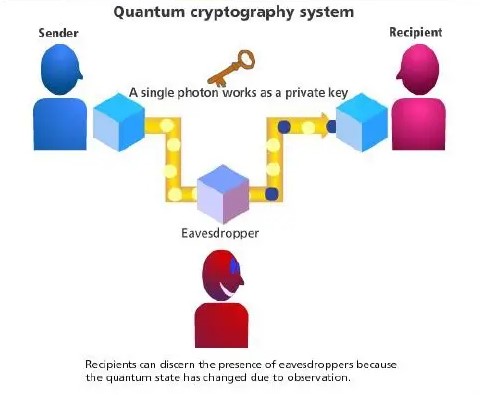 Quantum cryptography system
Sender
Recipient
A single photon works as a private key
Eavesdropper
Recipients can discern the presence of eavesdroppers because
the quantum state has changed due to observation.